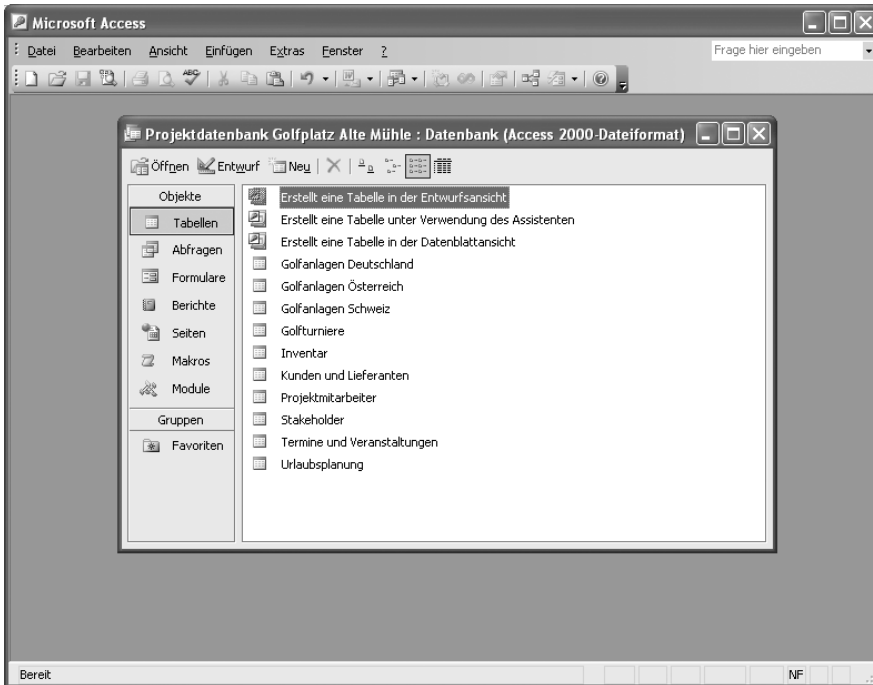 Microsoft Access
Datei Bearbeiten Ansicht Einfügen Extras Fenster ?
Frage hier eingeben
Projektdatenbank Golfplatz Alte Mühle : Datenbank (Access 2000-Dateiformat)
Öffnen Entwurf Neu
Objekte
Tabellen
Abfragen
Formulare
Berichte
Seiten
Makros
Module
Gruppen
Favoriten
Erstellt eine Tabelle in der Entwurfsansicht
Erstellt eine Tabelle unter Verwendung des Assistenten
Erstellt eine Tabelle in der Datenblattansicht
Golfanlagen Deutschland
Golfanlagen Österreich
Golfanlagen Schweiz
Golfturniere
Inventar
Kunden und Lieferanten
Projektmitarbeiter
Stakeholder
Termine und Veranstaltungen
Urlaubsplanung
Bereit
NF